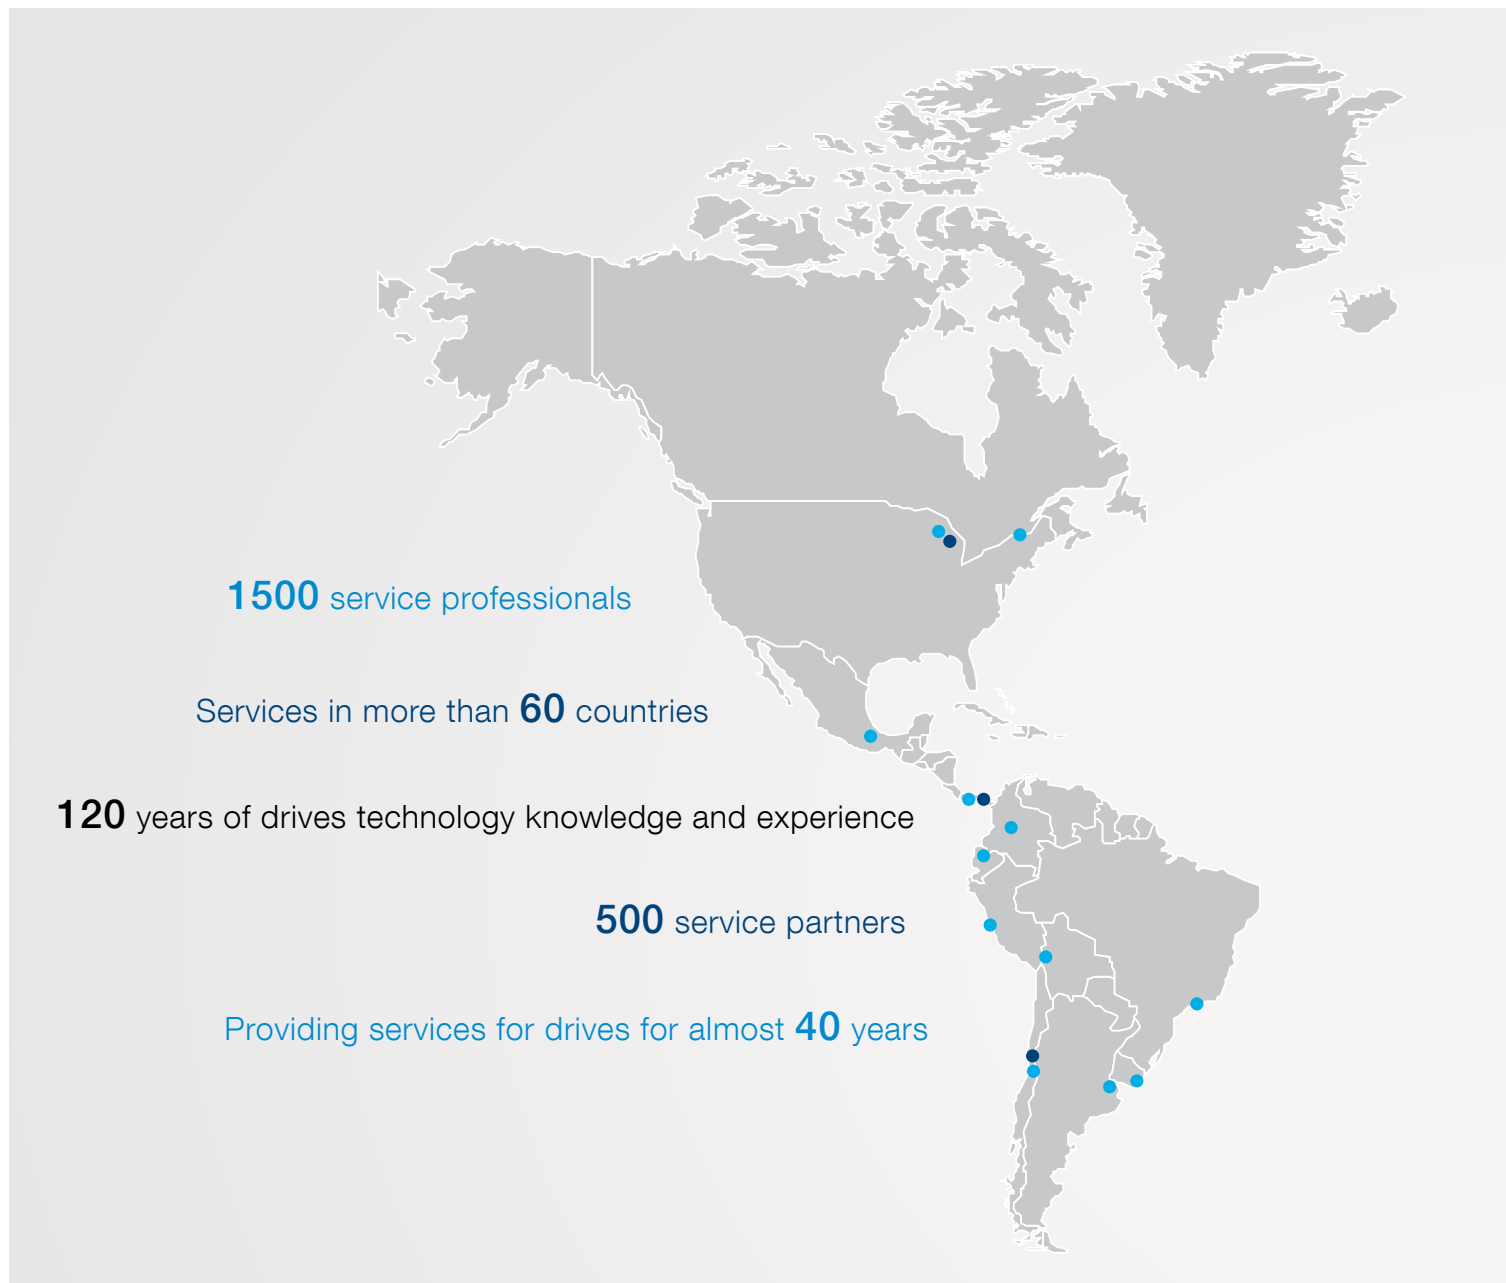 1500 service professionals
Services in more than 60 countries
120 years of drives technology knowledge and experience
500 service partners
Providing services for drives for almost 40 years